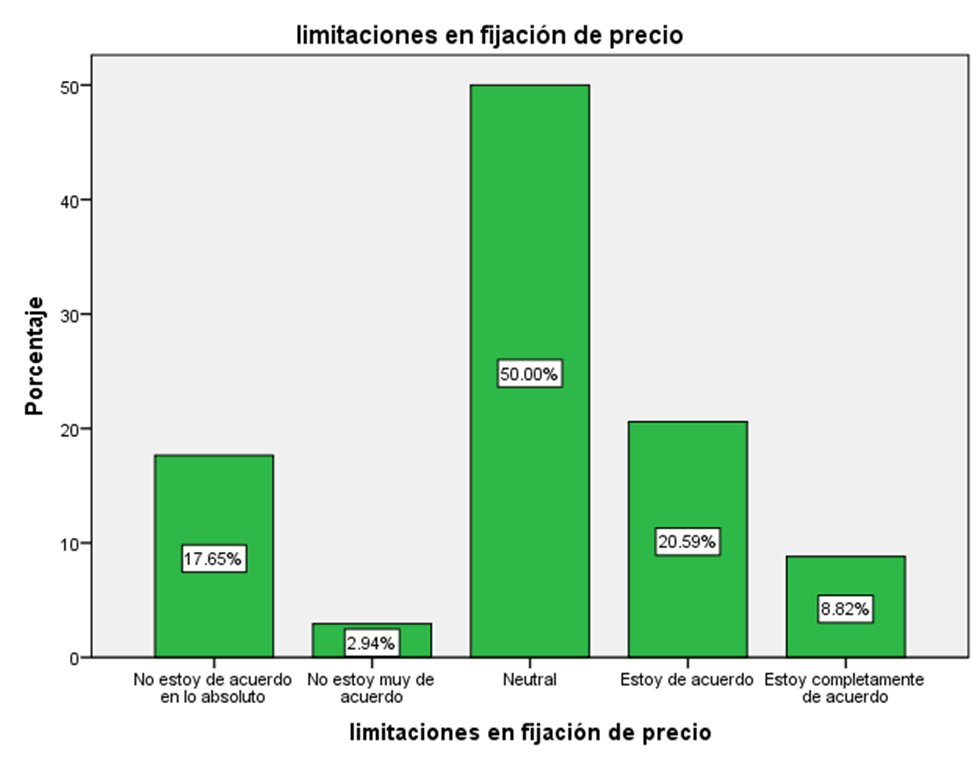 limitaciones en fijación de precio
Porcentaje
50
40
30
20
10
0
17.65%
2.94%
50.00%
20.59%
8.82%
No estoy de acuerdo
en lo absoluto
No estoy muy de
acuerdo
Neutral
Estoy de acuerdo
Estoy completamente
de acuerdo
limitaciones en fijación de precio